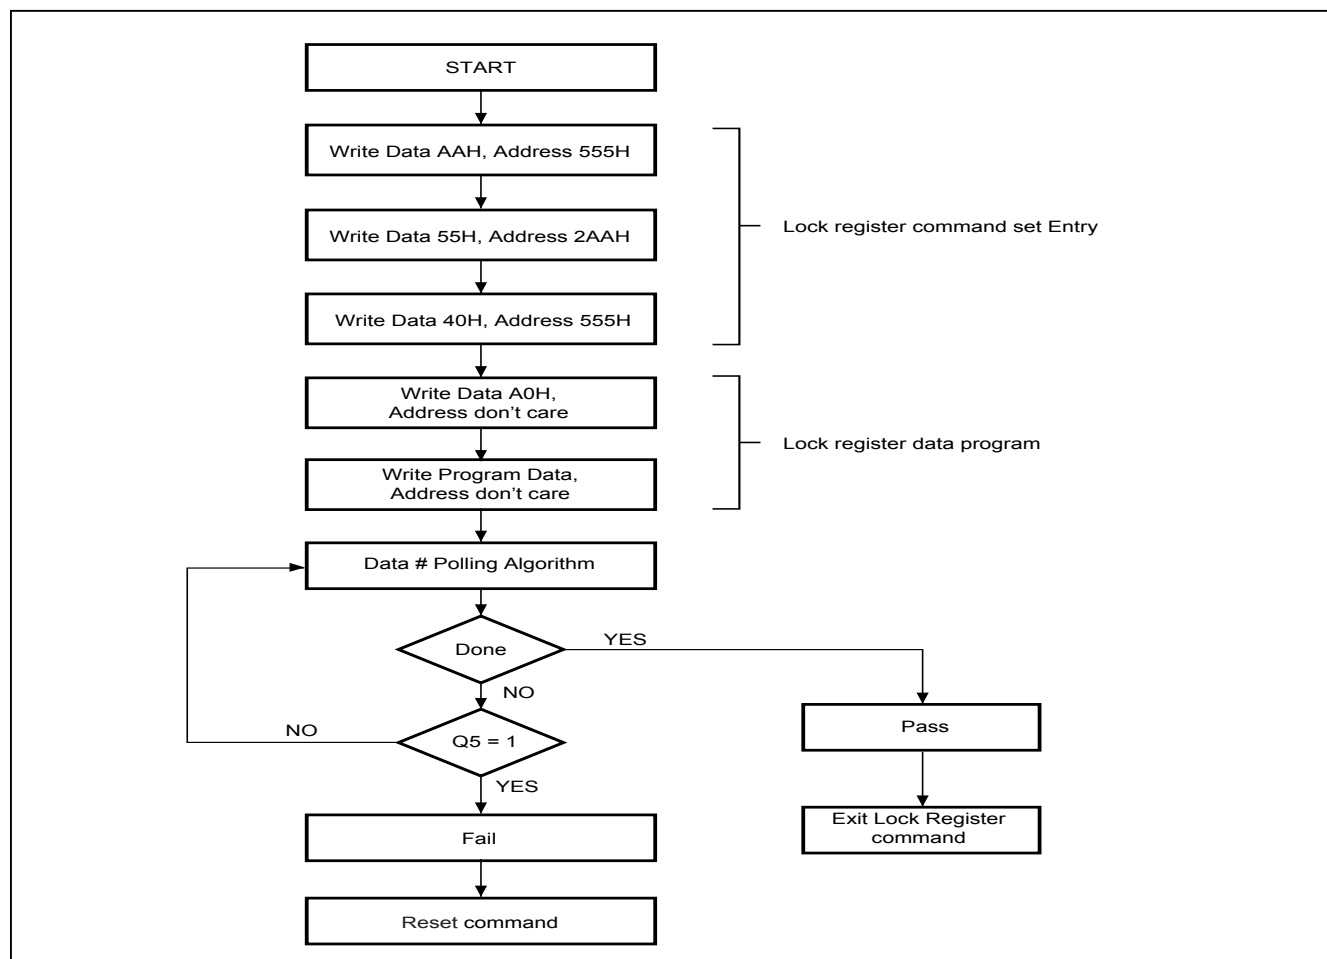 START
Write Data AAH, Address 555H
Write Data 55H, Address 2AAH
Lock register command set Entry
Write Data 40H, Address 555H
Write Data A0H,
Address don't care
Lock register data program
Write Program Data,
Address don't care
Data # Polling Algorithm
Done
YES
NO
Q5 = 1
NO
YES
Pass
Exit Lock Register
command
Fail
Reset command